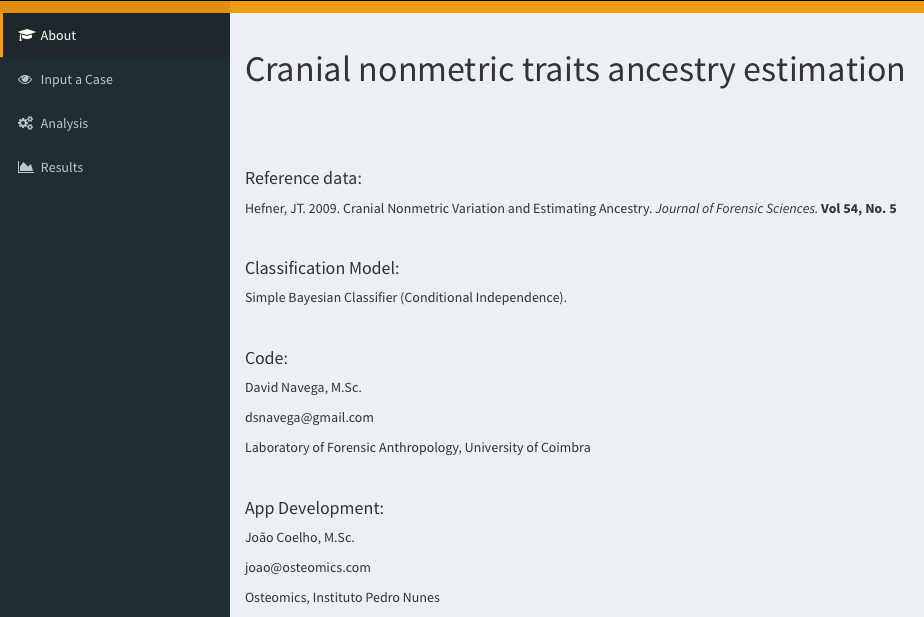 About
Input a Case
Analysis
Results
Cranial nonmetric traits ancestry estimation
Reference data:
Hefner, JT. 2009. Cranial Nonmetric Variation and Estimating Ancestry. Journal of Forensic Sciences. Vol 54, No. 5
Classification Model:
Simple Bayesian Classifier (Conditional Independence).
Code:
David Navega, M.Sc.
dsnavega@gmail.com
Laboratory of Forensic Anthropology, University of Coimbra
App Development:
João Coelho, M.Sc.
joao@osteomics.com
Osteomics, Instituto Pedro Nunes